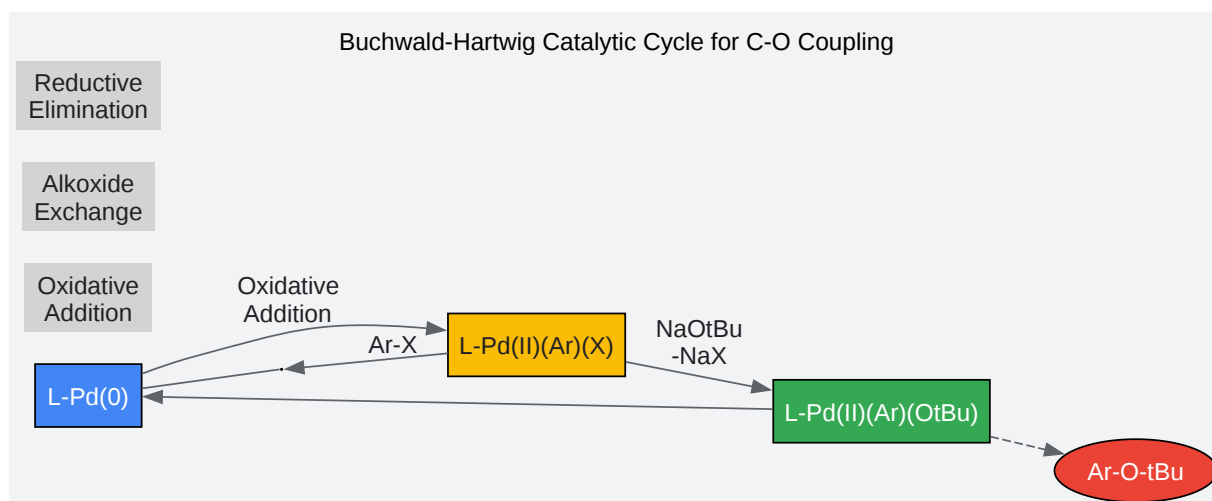 Buchwald-Hartwig Catalytic Cycle for C-O Coupling
Reductive
Elimination
Alkoxide
Exchange
Oxidative
Addition
Oxidative
Addition
Ar-X
L-Pd(II)(Ar)(X)
NaOtBu
-NaX
L-Pd(0)
L-Pd(II)(Ar)(OtBu)
Ar-O-tBu